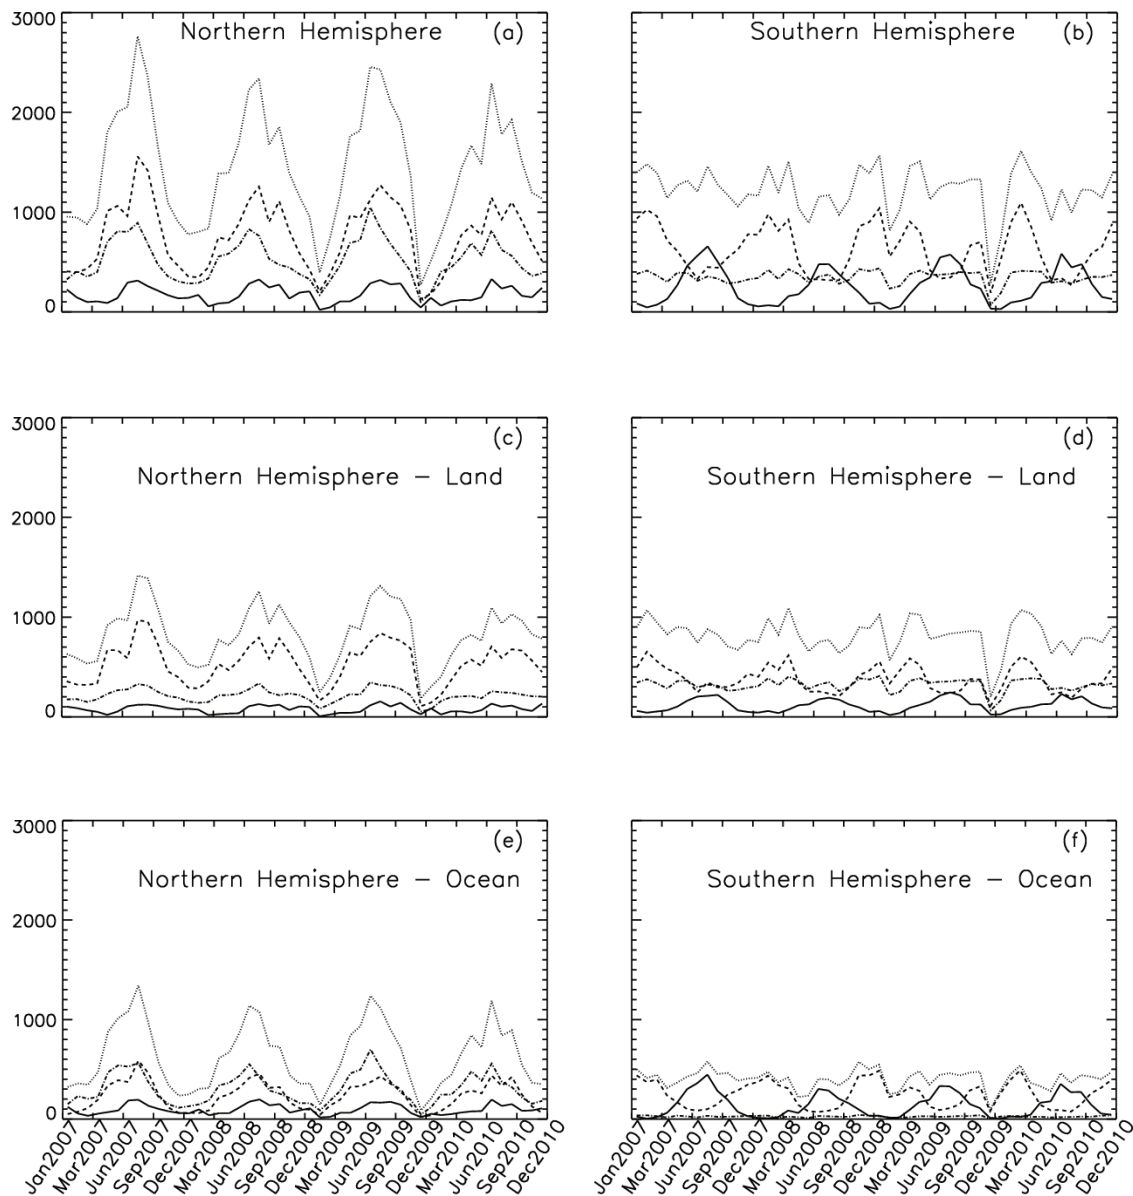 3000
2000
1000
0
Northern Hemisphere (a)
Southern Hemisphere (b)
3000
2000
1000
0
(c)
Northern Hemisphere – Land
(d)
Southern Hemisphere – Land
3000
2000
1000
0
(e)
Northern Hemisphere – Ocean
(f)
Southern Hemisphere – Ocean
Jan2007
Mar2007
Jun2007
Sep2007
Dec2007
Mar2008
Jun2008
Sep2008
Dec2008
Mar2009
Jun2009
Sep2009
Dec2009
Mar2010
Jun2010
Sep2010
Dec2010
Jan2007
Mar2007
Jun2007
Sep2007
Dec2007
Mar2008
Jun2008
Sep2008
Dec2008
Mar2009
Jun2009
Sep2009
Dec2009
Mar2010
Jun2010
Sep2010
Dec2010